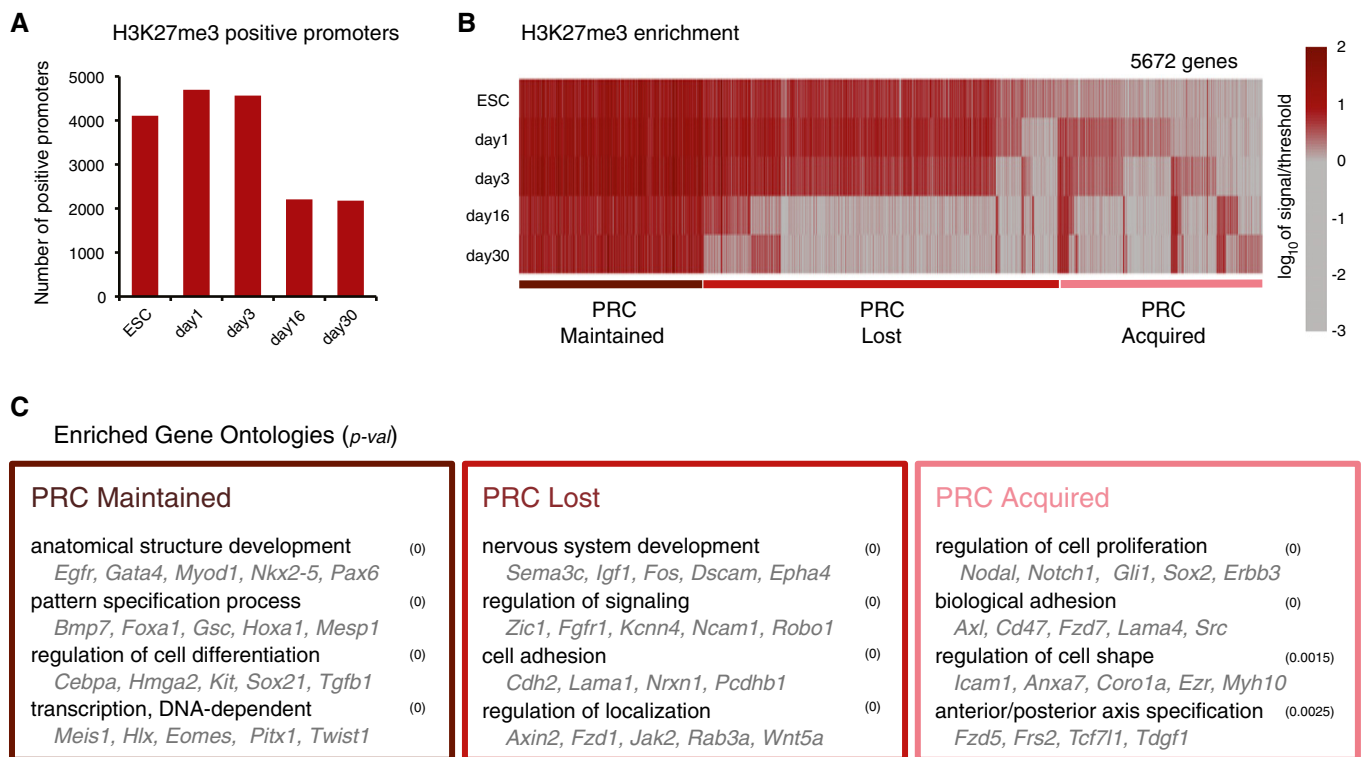 A
H3K27me3 positive promoters
Number of positive promoters
5000
4000
3000
2000
1000
0
ESC
day1
day3
day16
day30
B
H3K27me3 enrichment
5672 genes
ESC
day1
day3
day16
day30
PRC
Maintained
PRC
Lost
PRC
Acquired
log10 of signal/threshold
2
1
0
-1
-2
-3
C
Enriched Gene Ontologies (p-val)
PRC Maintained
anatomical structure development (0)
Egfr, Gata4, Myod1, Nkx2-5, Pax6
pattern specification process (0)
Bmp7, Foxa1, Gsc, Hoxa1, Mesp1
regulation of cell differentiation (0)
Cebpa, Hmga2, Kit, Sox21, Tgfb1
transcription, DNA-dependent (0)
Meis1, Hlx, Eomes, Pitx1, Twist1
PRC Lost
nervous system development (0)
Sema3c, Igf1, Fos, Dscam, Epha4
regulation of signaling (0)
Zic1, Fgfr1, Kcnn4, Ncam1, Robo1
cell adhesion (0)
Cdh2, Lama1, Nrxn1, Pcdhb1
regulation of localization (0)
Axin2, Fzd1, Jak2, Rab3a, Wnt5a
PRC Acquired
regulation of cell proliferation (0)
Nodal, Notch1, Gli1, Sox2, Erbb3
biological adhesion (0)
Axl, Cd47, Fzd7, Lama4, Src
regulation of cell shape (0.0015)
Icam1, Anxa7, Coro1a, Ezr, Myh10
anterior/posterior axis specification (0.0025)
Fzd5, Frs2, Tcf7l1, Tdgf1